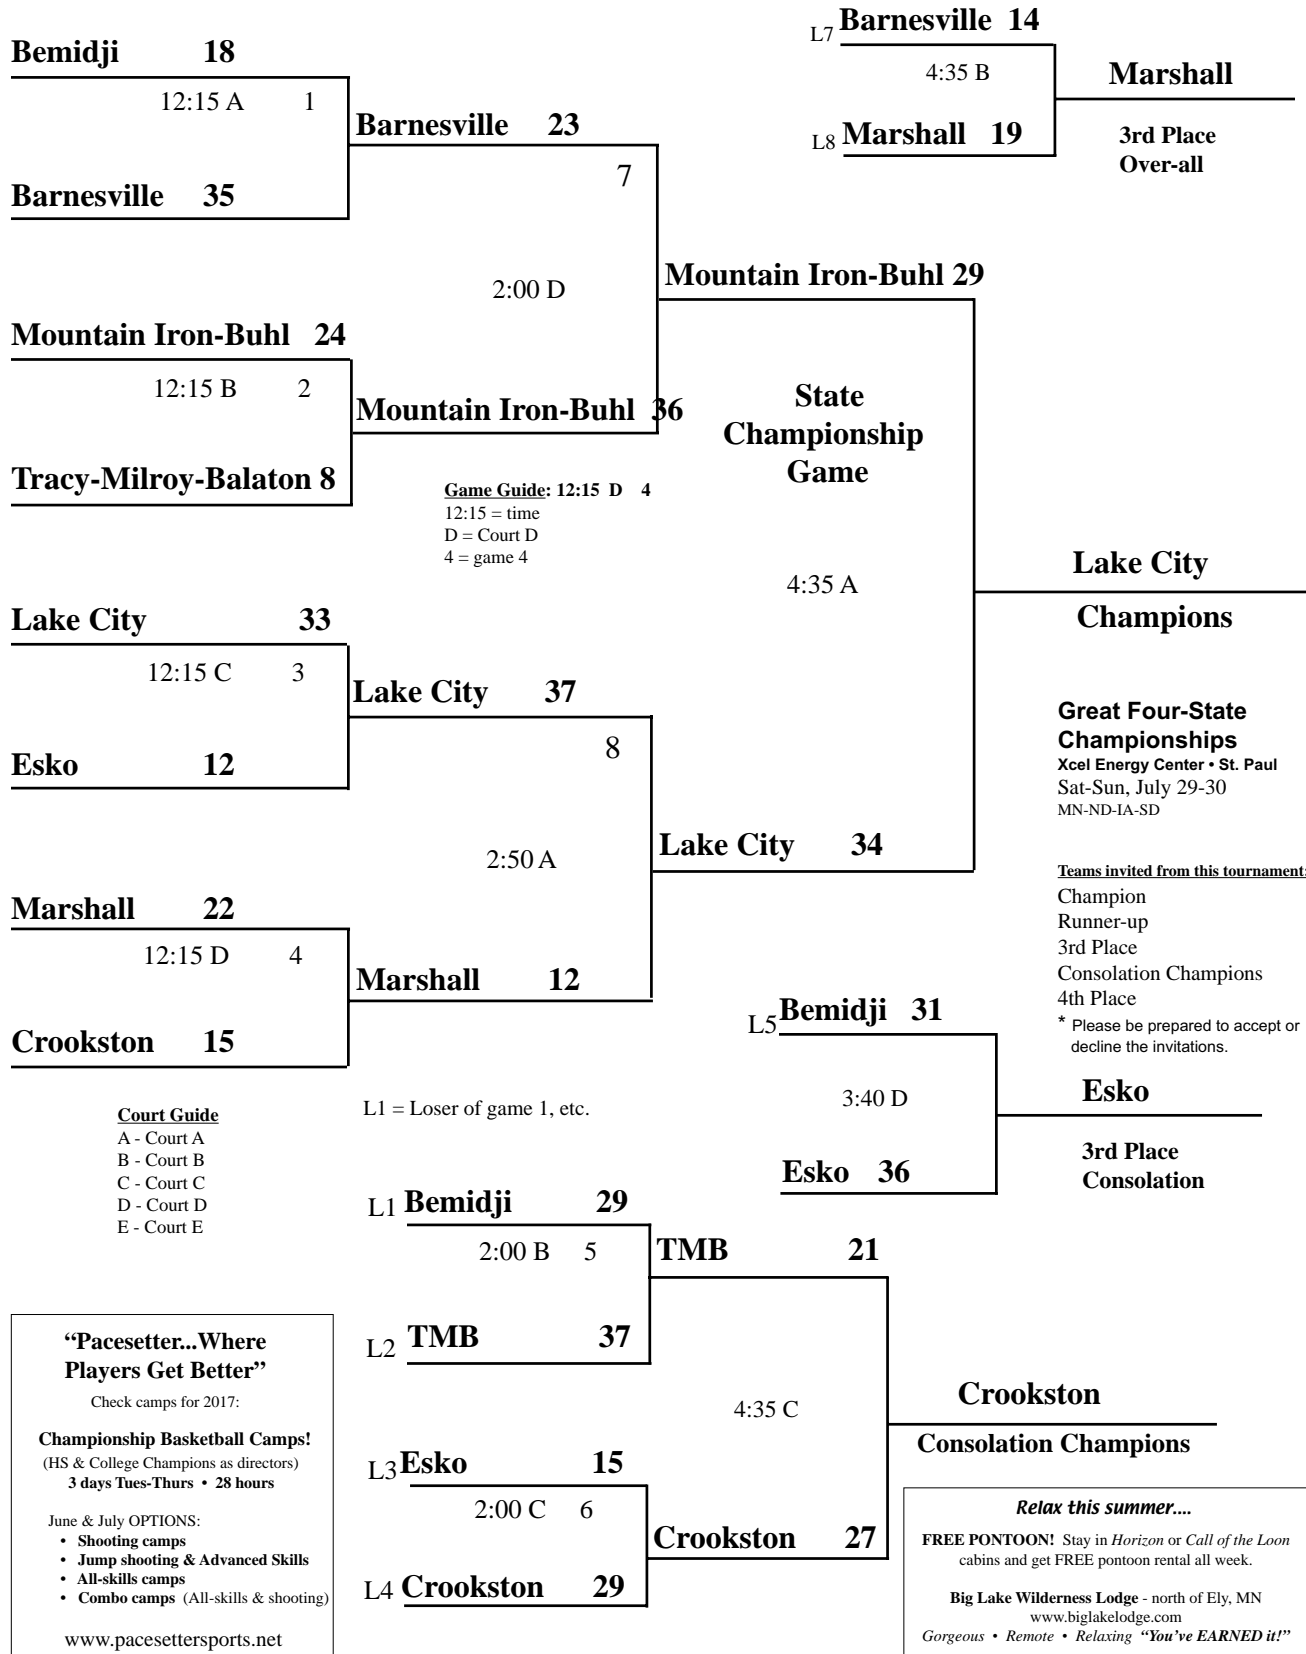 Bemidji 18
12:15 A 1
Barnesville 35
Barnesville 23
7
2:00 D
Mountain Iron-Buhl 24
12:15 B 2
Tracy-Milroy-Balaton 8
Mountain Iron-Buhl 36
Game Guide: 12:15 D 4
12:15 = time
D = Court D
4 = game 4
L7 Barnesville 14
4:35 B
L8 Marshall 19
Marshall
3rd Place
Over-all
Mountain Iron-Buhl 29
State
Championship
Game
4:35 A
Lake City
Champions
Lake City 33
12:15 C 3
Esko 12
Lake City 37
8
2:50 A
Lake City 34
Marshall 22
12:15 D 4
Crookston 15
Marshall 12
Great Four-State
Championships
Xcel Energy Center • St. Paul
Sat-Sun, July 29-30
MN-ND-IA-SD
Teams invited from this tournament:
Champion
Runner-up
3rd Place
Consolation Champions
4th Place
* Please be prepared to accept or
decline the invitations.
L5 Bemidji 31
3:40 D
Esko 36
Esko
3rd Place
Consolation
Court Guide
A - Court A
B - Court B
C - Court C
D - Court D
E - Court E
L1 = Loser of game 1, etc.
L1 Bemidji 29
2:00 B 5
L2 TMB 37
TMB 21
4:35 C
L3 Esko 15
2:00 C 6
L4 Crookston 29
Crookston 27
Crookston
Consolation Champions
“Pacesetter...Where
Players Get Better”
Check camps for 2017:
Championship Basketball Camps!
(HS & College Champions as directors)
3 days Tues-Thurs • 28 hours
June & July OPTIONS:
• Shooting camps
• Jump shooting & Advanced Skills
• All-skills camps
• Combo camps (All-skills & shooting)
www.pacesettersports.net
Relax this summer....
FREE PONTOON! Stay in Horizon or Call of the Loon
cabins and get FREE pontoon rental all week.
Big Lake Wilderness Lodge - north of Ely, MN
www.biglakelodge.com
Gorgeous • Remote • Relaxing “You’ve EARNED it!”